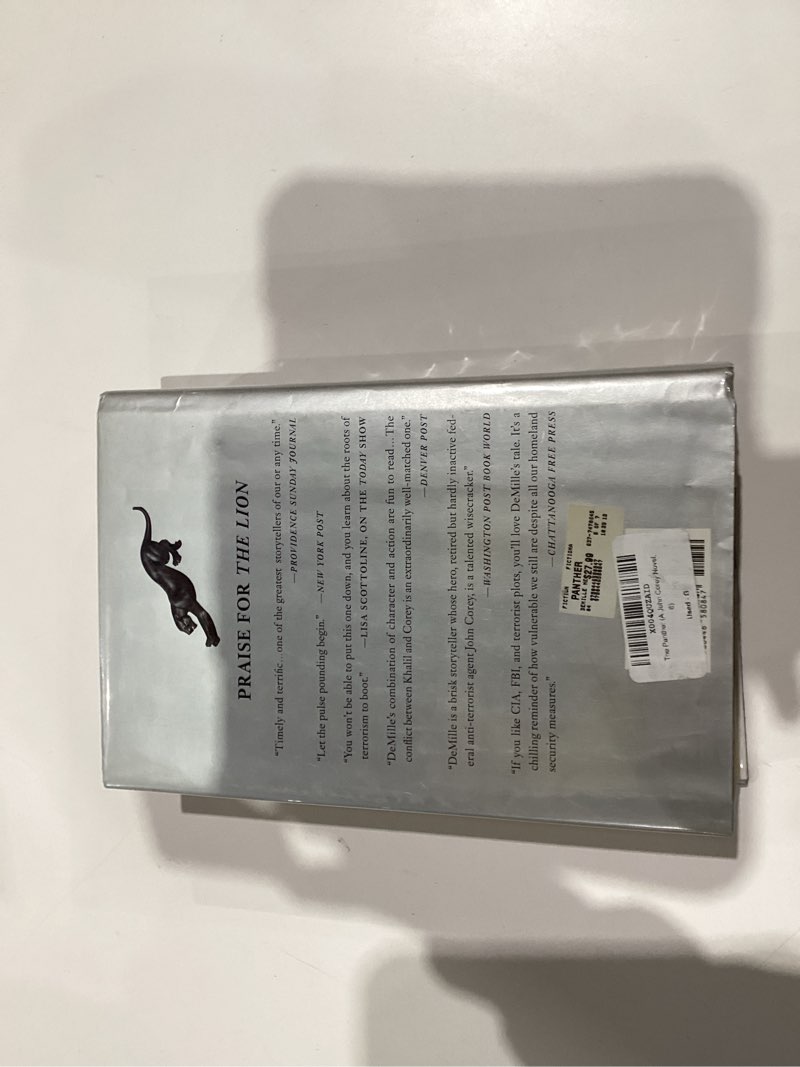 PRAISE FOR THE LION
“Timely and terrific... one of the greatest storytellers of our or any time.”
—PROVIDENCE SUNDAY JOURNAL
“Let the pulse pounding begin.” —NEW YORK POST
“You won't be able to put this one down, and you learn about the roots of
terrorism to boot.” —LISA SCOTTOLINE, ON THE TODAY SHOW
“DeMille's combination of character and action are fun to read.... The
conflict between Khalil and Corey is an extraordinarily well-matched one.”
—DENVER POST
“DeMille is a brisk storyteller whose hero, retired but hardly inactive fed-
eral anti-terrorist agent John Corey, is a talented wisecracker.”
—WASHINGTON POST BOOK WORLD
“If you like CIA, FBI, and terrorist plots, you'll love DeMille's tale. It's a
chilling reminder of how vulnerable we still are despite all our homeland
security measures.”
—CHATTANOOGA FREE PRESS
FICTION FICTION
PANTHER
DEMILLE
$27.99
X004QUZAID
The Panther (A John Corey Novel,
6)
Used - G